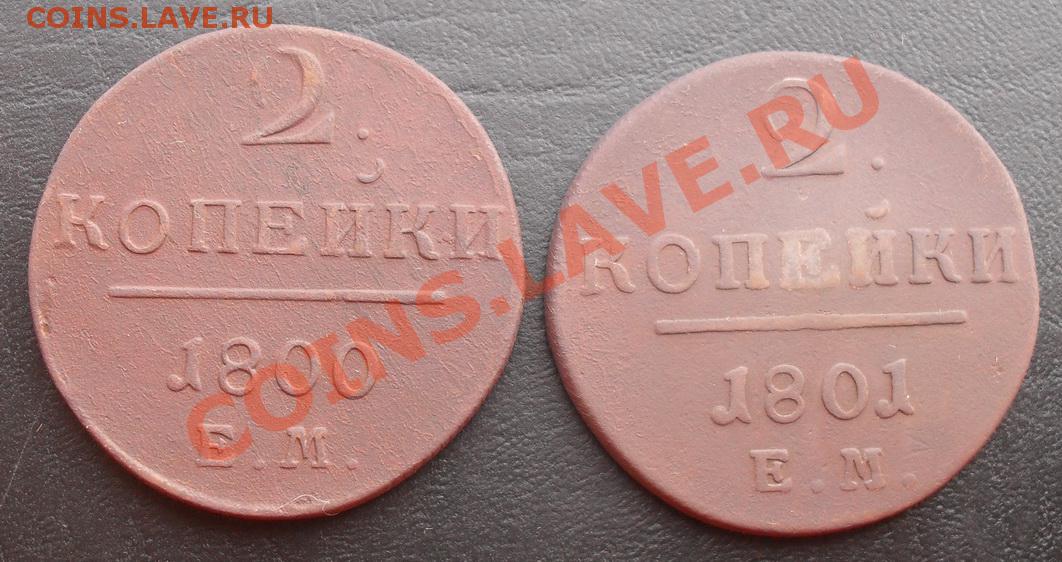 COINS.LAVE.RU
2.
КОПЕЙКИ
1800
Е.М.
2.
КОПЕЙКИ
1801
Е.М.
COINS.LAVE.RU